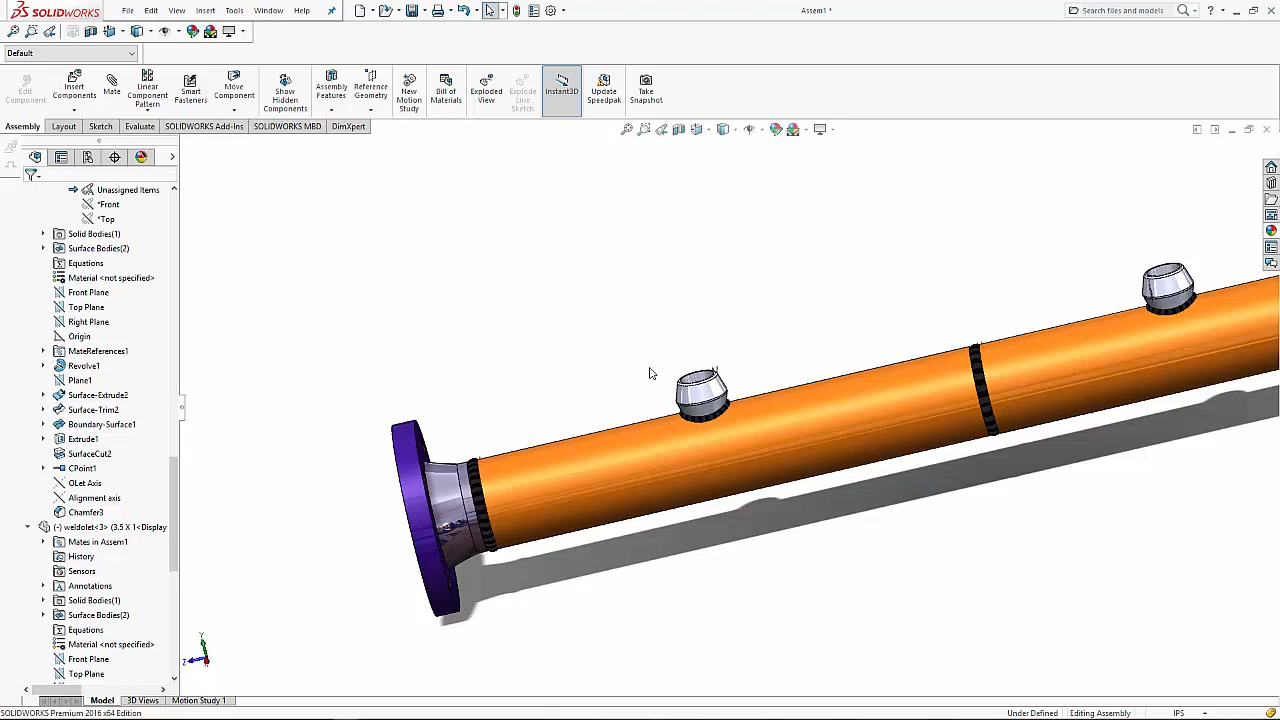 SOLIDWORKS File Edit View Insert Tools Window Help Assem1 * Search files and models
Default
Edit Component Insert Components Mate Linear Component Pattern Smart Fasteners Move Component Show Hidden Components Assembly Features Reference Geometry New Motion Study Bill of Materials Exploded View Explode Line Sketch Instant3D Update Speedpak Take Snapshot
Assembly Layout Sketch Evaluate SOLIDWORKS Add-Ins SOLIDWORKS MBD DimXpert
Unassigned Items
*Front
*Top
Solid Bodies(1)
Surface Bodies(2)
Equations
Material <not specified>
Front Plane
Top Plane
Right Plane
Origin
MateReferences1
Revolve1
Plane1
Surface-Extrude2
Surface-Trim2
Boundary-Surface1
Extrude1
SurfaceCut2
CPoint1
OLet Axis
Alignment axis
Chamfer3
(-) weldolet<3> (3.5 X 1<Display
Mates in Assem1
History
Sensors
Annotations
Solid Bodies(1)
Surface Bodies(2)
Equations
Material <not specified>
Front Plane
Top Plane
Y
Z
Model 3D Views Motion Study 1
SOLIDWORKS Premium 2016 x64 Edition Under Defined Editing Assembly IPS